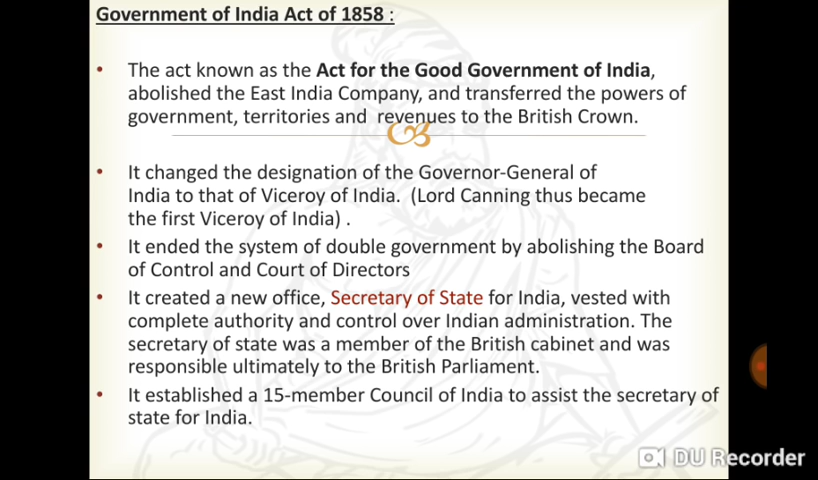 Government of India Act of 1858 :
• The act known as the Act for the Good Government of India,
abolished the East India Company, and transferred the powers of
government, territories and revenues to the British Crown.
• It changed the designation of the Governor-General of
India to that of Viceroy of India. (Lord Canning thus became
the first Viceroy of India) .
• It ended the system of double government by abolishing the Board
of Control and Court of Directors
• It created a new office, Secretary of State for India, vested with
complete authority and control over Indian administration. The
secretary of state was a member of the British cabinet and was
responsible ultimately to the British Parliament.
• It established a 15-member Council of India to assist the secretary of
state for India.
DU Recorder